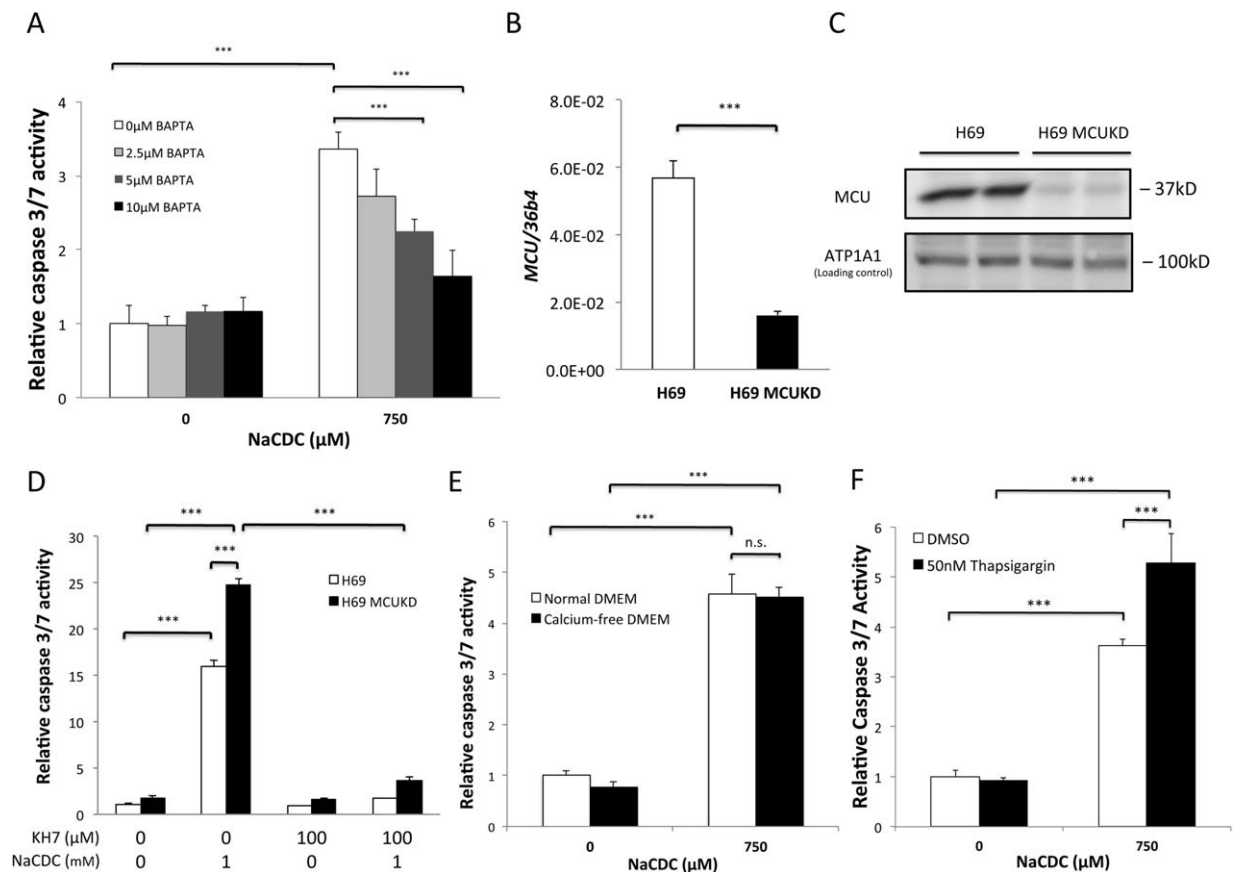 A
***
***
***
Relative caspase 3/7 activity
4
3
2
1
0
0μM BAPTA
2.5μM BAPTA
5μM BAPTA
10μM BAPTA
0
750
NaCDC (μM)
B
***
MCU/36b4
8.0E-02
6.0E-02
4.0E-02
2.0E-02
0.0E+00
H69
H69 MCUKD
C
H69
H69 MCUKD
MCU
– 37kD
ATP1A1
(Loading control)
– 100kD
D
***
***
***
***
Relative caspase 3/7 activity
30
25
20
15
10
5
0
H69
H69 MCUKD
KH7 (μM) 0 0 100 100
NaCDC (mM) 0 1 0 1
E
***
***
n.s.
Relative caspase 3/7 activity
6
5
4
3
2
1
0
Normal DMEM
Calcium-free DMEM
0
750
NaCDC (μM)
F
***
***
***
Relative Caspase 3/7 Activity
6
5
4
3
2
1
0
DMSO
50nM Thapsigargin
0
750
NaCDC (μM)